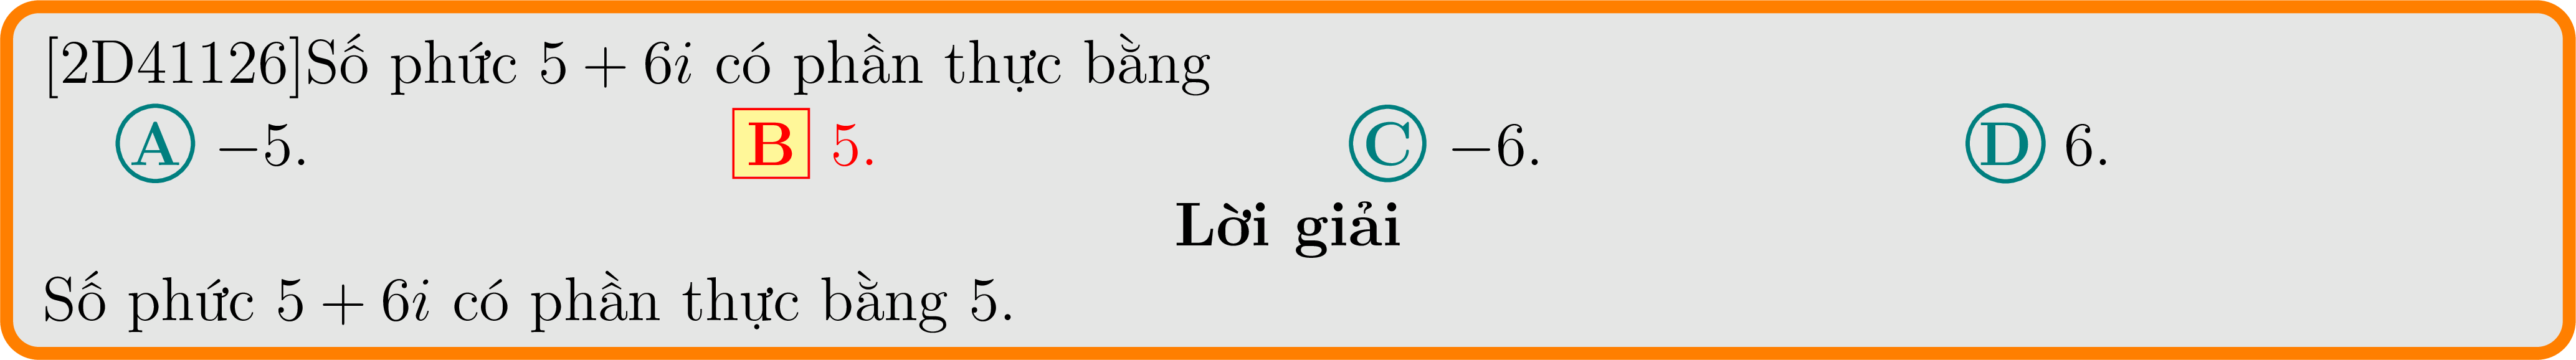 [2D41126]Số phức 5 + 6i có phần thực bằng
A −5. B 5. C −6. D 6.
Lời giải
Số phức 5 + 6i có phần thực bằng 5.